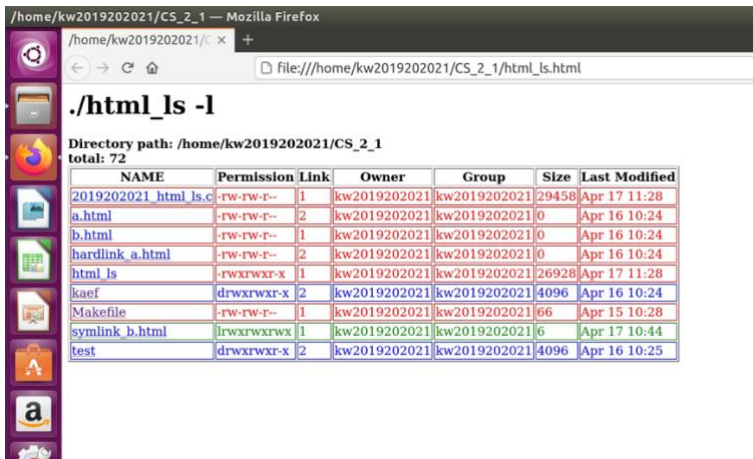 /home/kw2019202021/CS_2_1 — Mozilla Firefox
/home/kw2019202021/C × +
file:///home/kw2019202021/CS_2_1/html_ls.html
./html_ls -l
Directory path: /home/kw2019202021/CS_2_1
total: 72
NAME Permission Link Owner Group Size Last Modified
2019202021_html_ls.c -rw-rw-r-- 1 kw2019202021 kw2019202021 29458 Apr 17 11:28
a.html -rw-rw-r-- 2 kw2019202021 kw2019202021 0 Apr 16 10:24
b.html -rw-rw-r-- 1 kw2019202021 kw2019202021 0 Apr 16 10:24
hardlink_a.html -rw-rw-r-- 2 kw2019202021 kw2019202021 0 Apr 16 10:24
html_ls -rwxrwxr-x 1 kw2019202021 kw2019202021 26928 Apr 17 11:28
kaef drwxrwxr-x 2 kw2019202021 kw2019202021 4096 Apr 16 10:24
Makefile -rw-rw-r-- 1 kw2019202021 kw2019202021 66 Apr 15 10:28
symlink_b.html lrwxrwxrwx 1 kw2019202021 kw2019202021 6 Apr 17 10:44
test drwxrwxr-x 2 kw2019202021 kw2019202021 4096 Apr 16 10:25
a